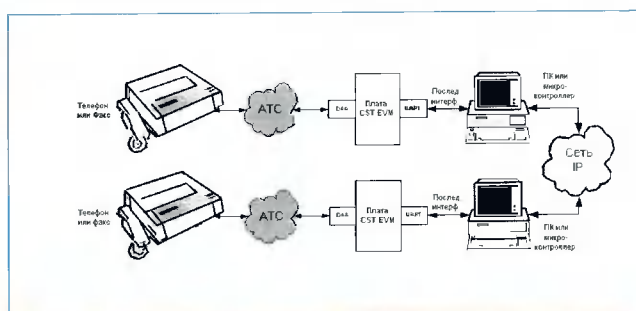 Телефон
или Факс
АТС
DAA
Плата
CST EVM
UART
Послед
интерф
ПК или
микро-
контроллер
Сеть
IP
Телефон
или факс
АТС
DAA
Плата
CST EVM
UART
Послед
интерф
ПК или
микро-
контроллер